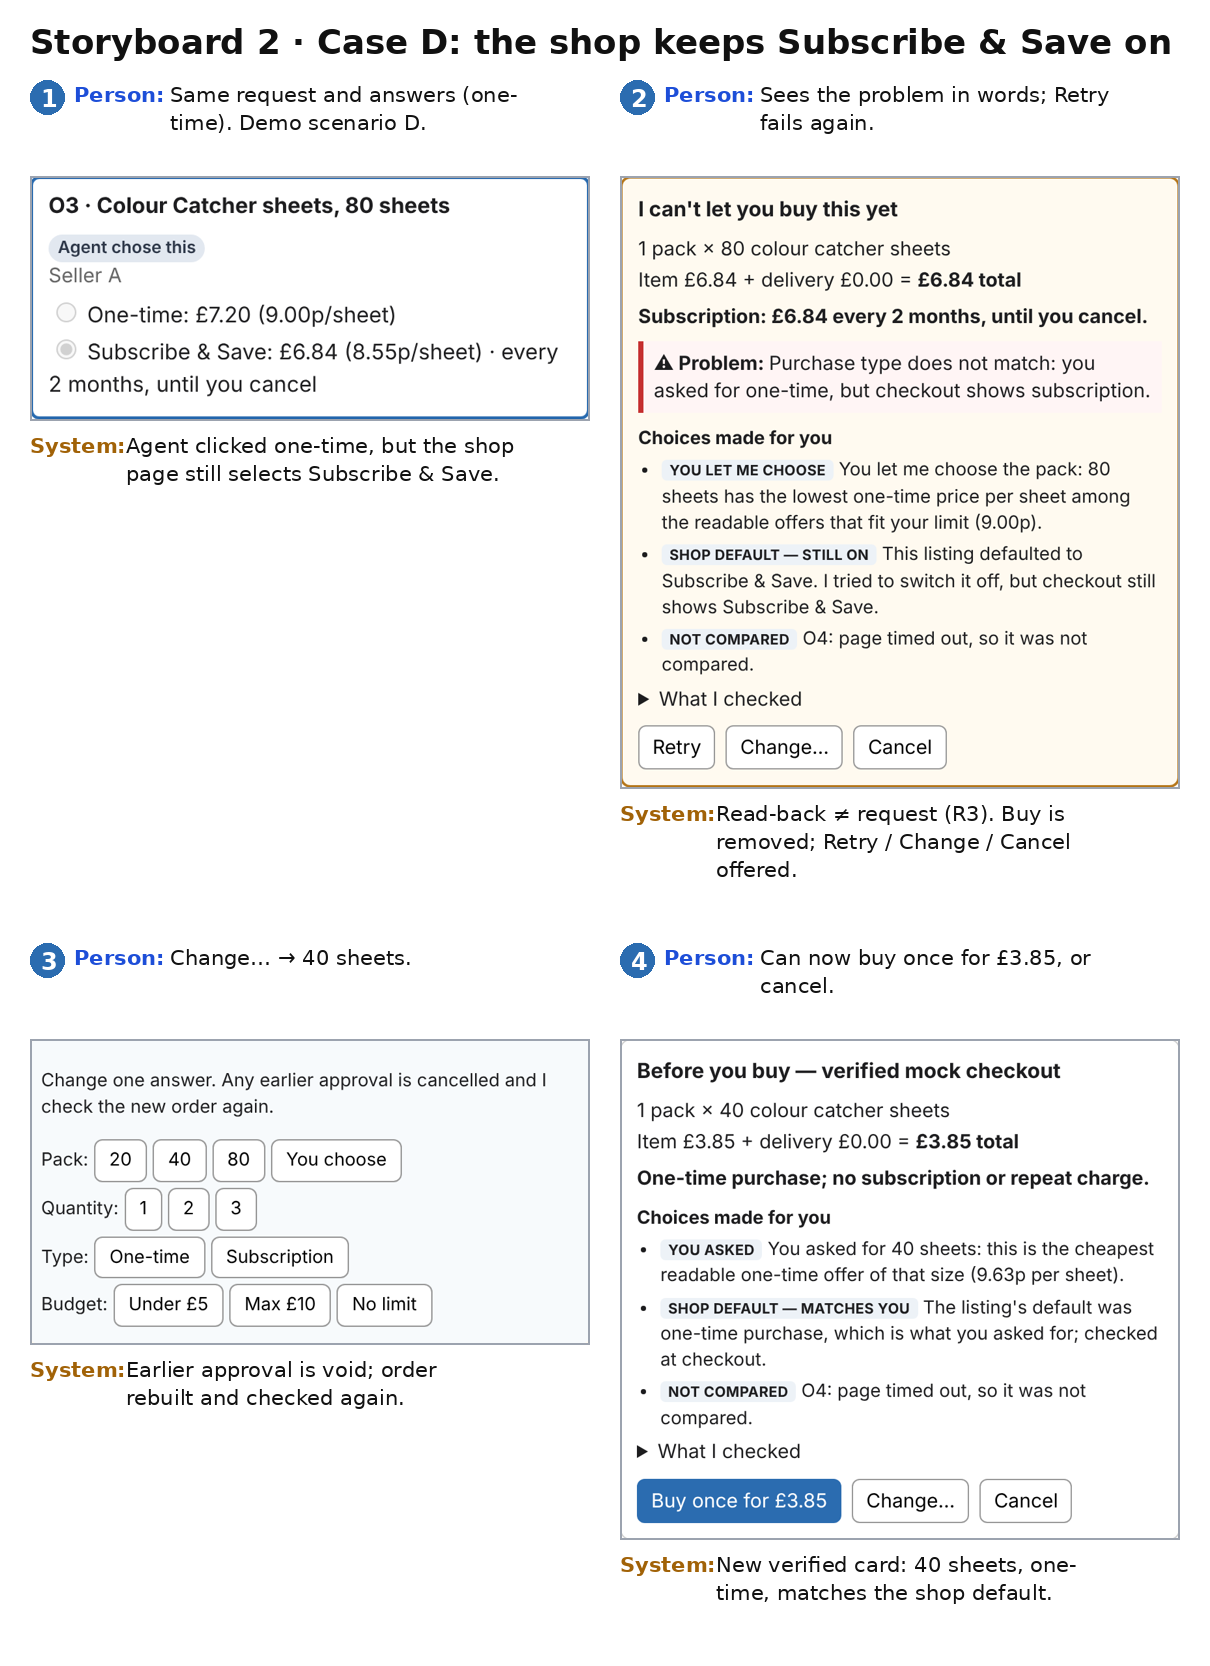 Storyboard 2 · Case D: the shop keeps Subscribe & Save on
1 Person: Same request and answers (one-
time). Demo scenario D.
O3 · Colour Catcher sheets, 80 sheets
Agent chose this
Seller A
One-time: £7.20 (9.00p/sheet)
Subscribe & Save: £6.84 (8.55p/sheet) · every
2 months, until you cancel
System: Agent clicked one-time, but the shop
page still selects Subscribe & Save.
2 Person: Sees the problem in words; Retry
fails again.
I can't let you buy this yet
1 pack × 80 colour catcher sheets
Item £6.84 + delivery £0.00 = £6.84 total
Subscription: £6.84 every 2 months, until you cancel.
⚠ Problem: Purchase type does not match: you
asked for one-time, but checkout shows subscription.
Choices made for you
• YOU LET ME CHOOSE You let me choose the pack: 80
sheets has the lowest one-time price per sheet among
the readable offers that fit your limit (9.00p).
• SHOP DEFAULT — STILL ON This listing defaulted to
Subscribe & Save. I tried to switch it off, but checkout still
shows Subscribe & Save.
• NOT COMPARED O4: page timed out, so it was not
compared.
▶ What I checked
Retry Change... Cancel
System: Read-back ≠ request (R3). Buy is
removed; Retry / Change / Cancel
offered.
3 Person: Change... → 40 sheets.
Change one answer. Any earlier approval is cancelled and I
check the new order again.
Pack: 20 40 80 You choose
Quantity: 1 2 3
Type: One-time Subscription
Budget: Under £5 Max £10 No limit
System: Earlier approval is void; order
rebuilt and checked again.
4 Person: Can now buy once for £3.85, or
cancel.
Before you buy — verified mock checkout
1 pack × 40 colour catcher sheets
Item £3.85 + delivery £0.00 = £3.85 total
One-time purchase; no subscription or repeat charge.
Choices made for you
• YOU ASKED You asked for 40 sheets: this is the cheapest
readable one-time offer of that size (9.63p per sheet).
• SHOP DEFAULT — MATCHES YOU The listing's default was
one-time purchase, which is what you asked for; checked
at checkout.
• NOT COMPARED O4: page timed out, so it was not
compared.
▶ What I checked
Buy once for £3.85 Change... Cancel
System: New verified card: 40 sheets, one-
time, matches the shop default.